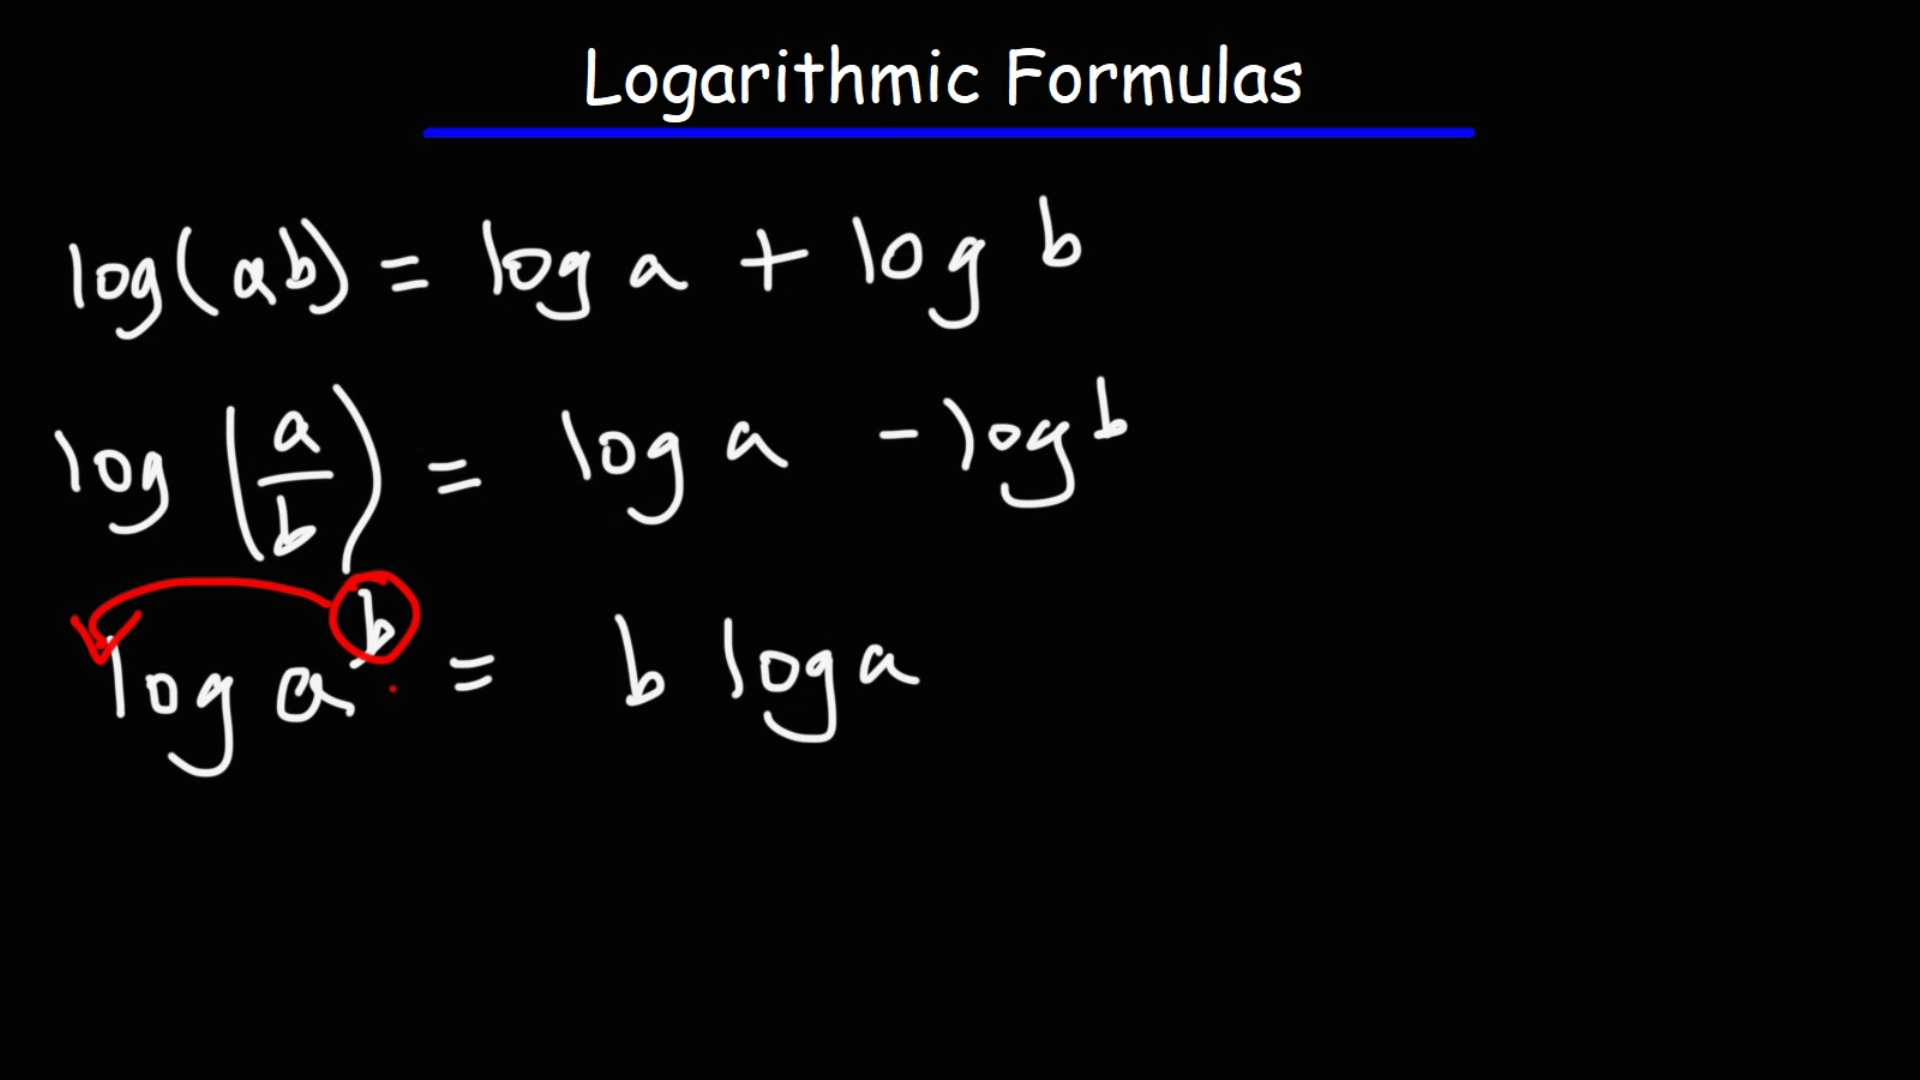 Logarithmic Formulas
log(ab) = log a + log b
log (a/b) = log a - log b
log a^b = b log a